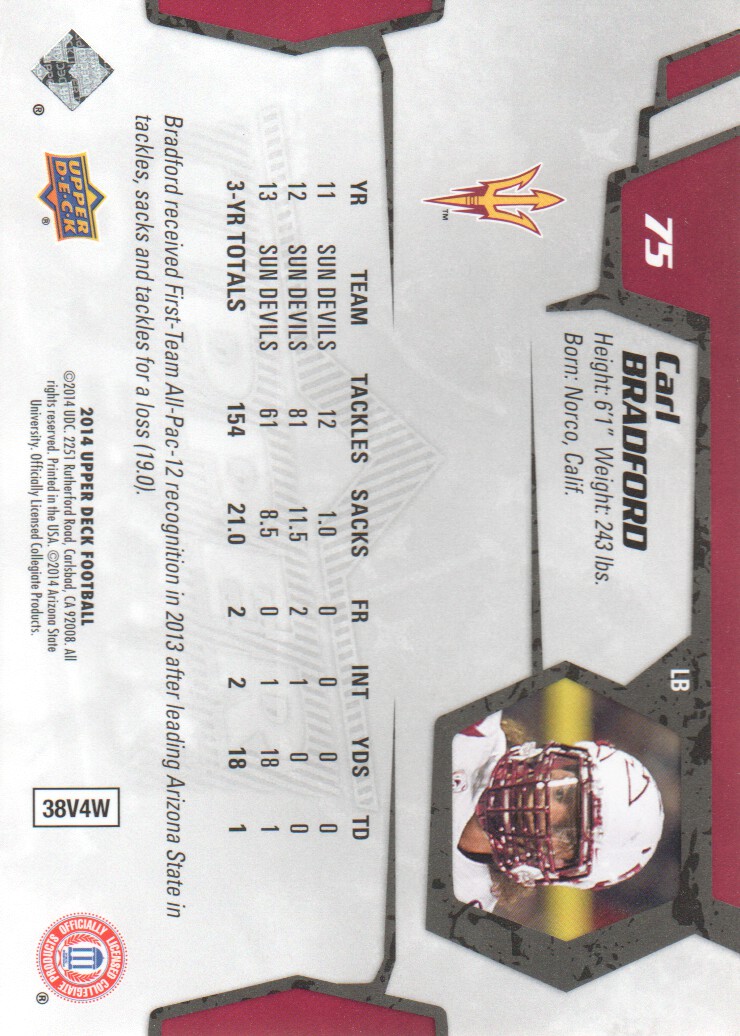 75
Carl
BRADFORD
LB
Height: 6'1" Weight: 243 lbs.
Born: Norco, Calif.
TM
YR TEAM TACKLES SACKS FR INT YDS TD
11 SUN DEVILS 12 1.0 0 0 0 0
12 SUN DEVILS 81 11.5 2 1 0 0
13 SUN DEVILS 61 8.5 0 1 18 1
3-YR TOTALS 154 21.0 2 2 18 1
Bradford received First-Team All-Pac-12 recognition in 2013 after leading Arizona State in
tackles, sacks and tackles for a loss (19.0).
UPPER
DECK
®
2014 UPPER DECK FOOTBALL
©2014 UDC. 2251 Rutherford Road, Carlsbad, CA 92008. All
rights reserved. Printed in the USA. ©2014 Arizona State
University. Officially Licensed Collegiate Products.
38V4W
OFFICIALLY LICENSED
COLLEGIATE PRODUCTS
®
®